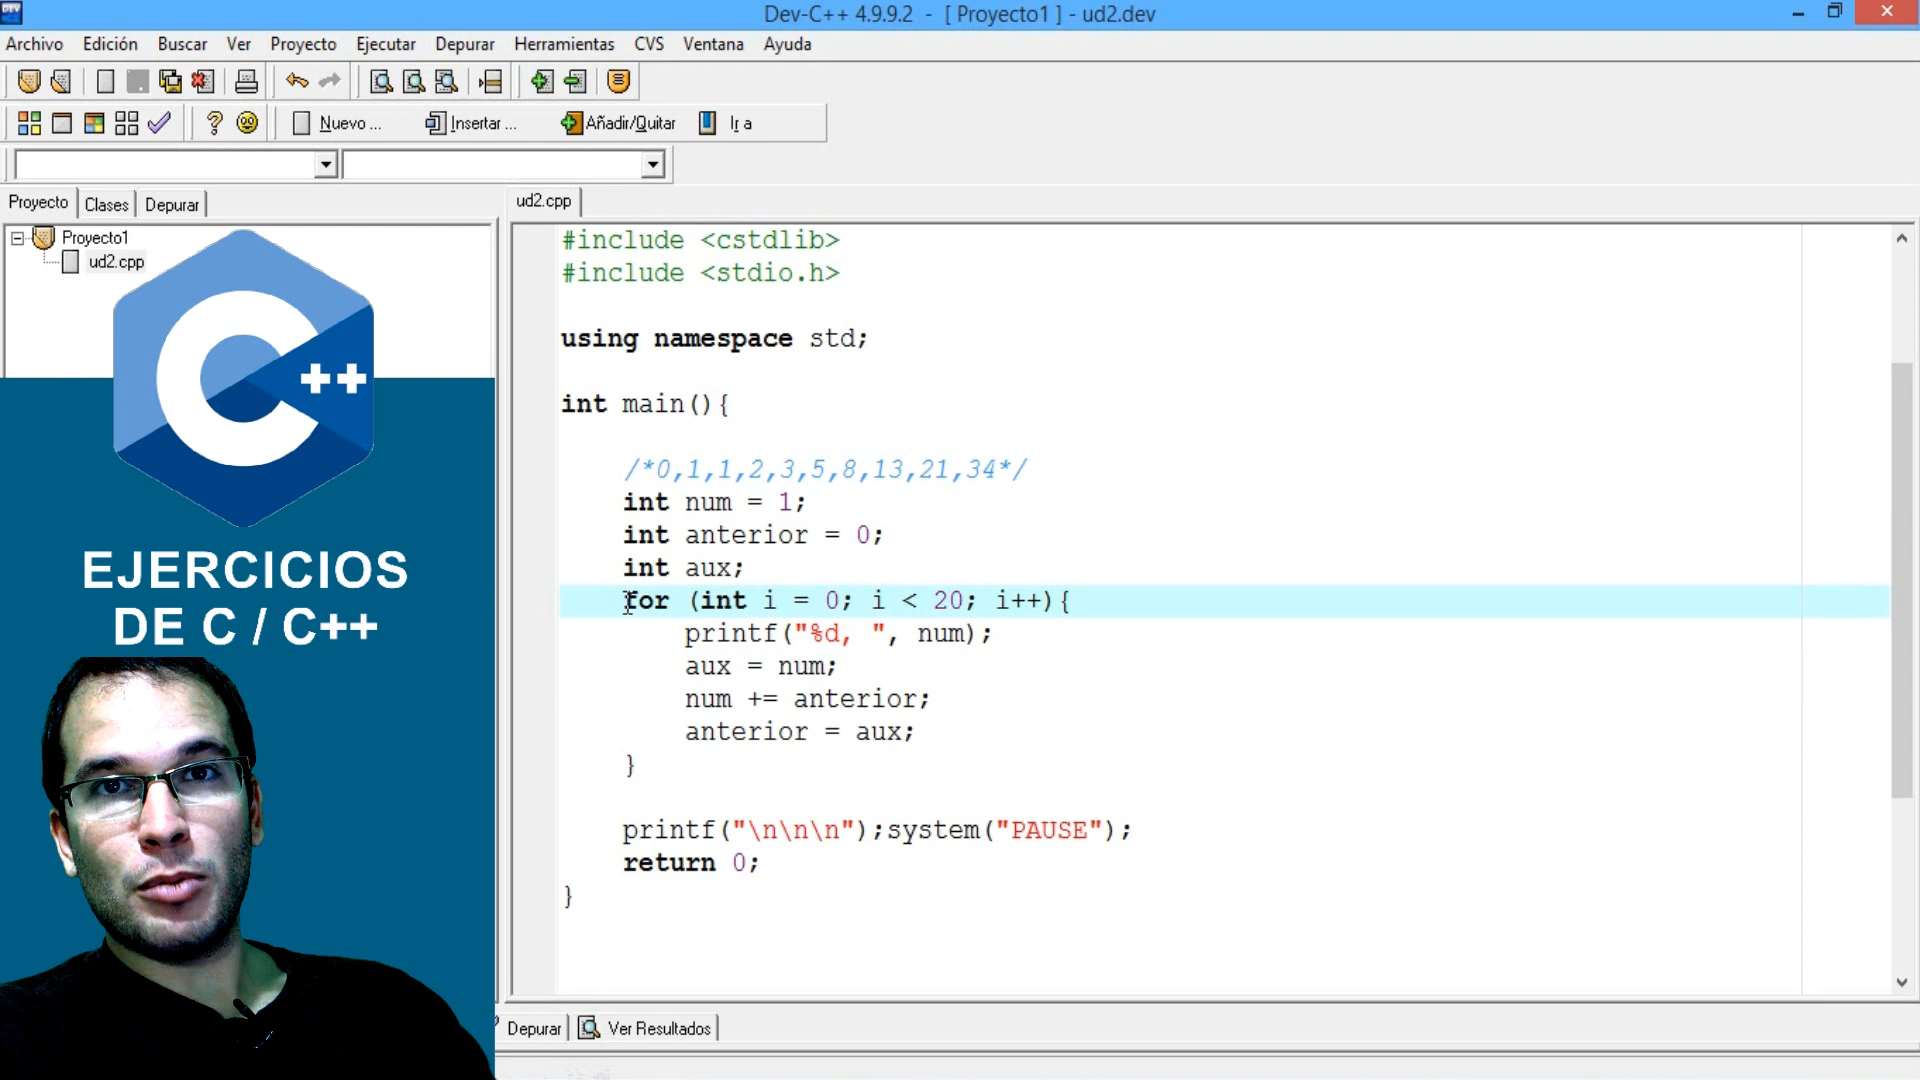 Dev-C++ 4.9.9.2 - [ Proyecto1 ] - ud2.dev
Archivo Edición Buscar Ver Proyecto Ejecutar Depurar Herramientas CVS Ventana Ayuda
Nuevo ... Insertar ... Añadir/Quitar Ir a
Proyecto Clases Depurar
Proyecto1
ud2.cpp
C++
EJERCICIOS
DE C / C++
ud2.cpp
#include <cstdlib>
#include <stdio.h>
using namespace std;
int main(){
/*0,1,1,2,3,5,8,13,21,34*/
int num = 1;
int anterior = 0;
int aux;
for (int i = 0; i < 20; i++){
printf("%d, ", num);
aux = num;
num += anterior;
anterior = aux;
}
printf("\n\n\n");system("PAUSE");
return 0;
}
Depurar Ver Resultados